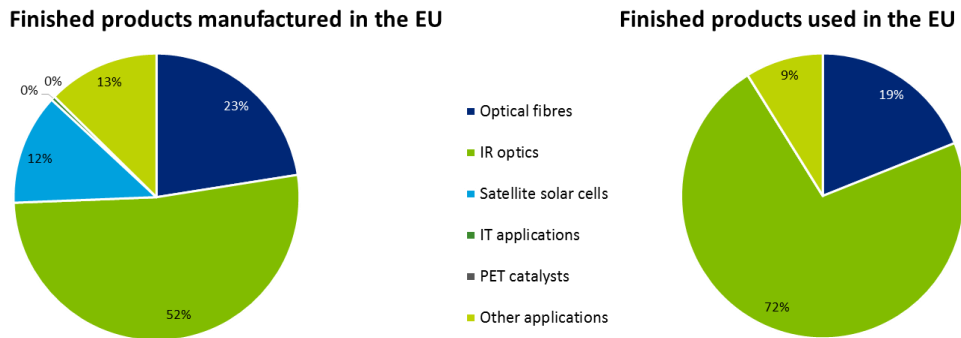 Finished products manufactured in the EU
0%
0%
13%
23%
12%
52%
Optical fibres
IR optics
Satellite solar cells
IT applications
PET catalysts
Other applications
Finished products used in the EU
9%
19%
72%